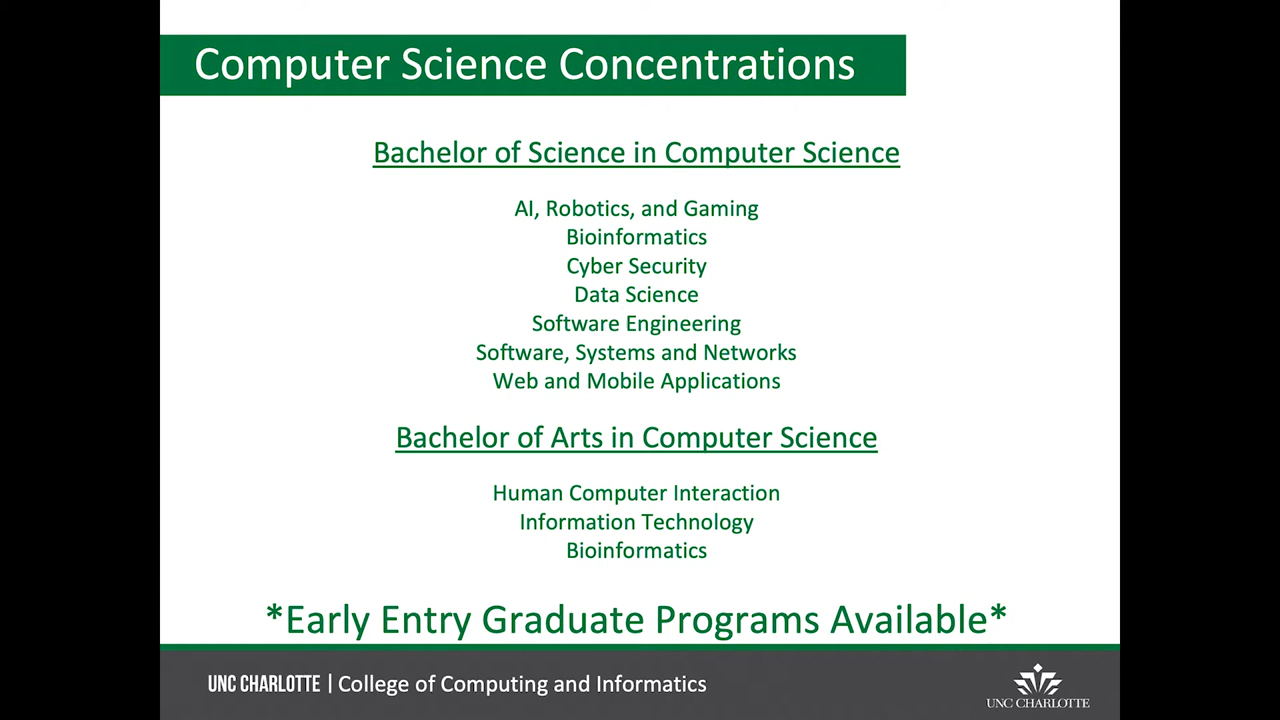 Computer Science Concentrations
Bachelor of Science in Computer Science
AI, Robotics, and Gaming
Bioinformatics
Cyber Security
Data Science
Software Engineering
Software, Systems and Networks
Web and Mobile Applications
Bachelor of Arts in Computer Science
Human Computer Interaction
Information Technology
Bioinformatics
*Early Entry Graduate Programs Available*
UNC CHARLOTTE | College of Computing and Informatics
UNC CHARLOTTE